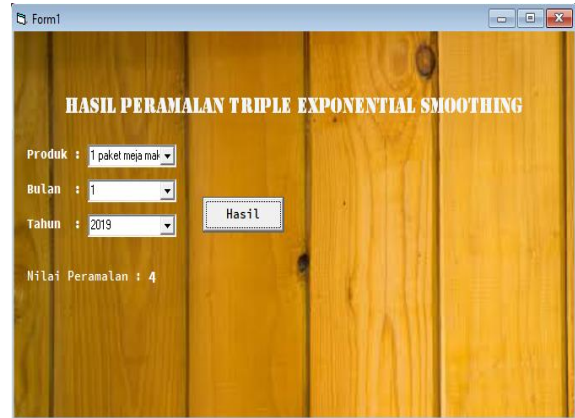 Form1
HASIL PERAMALAN TRIPLE EXPONENTIAL SMOOTHING
Produk : 1 paket meja mak
Bulan : 1
Tahun : 2019
Hasil
Nilai Peramalan : 4